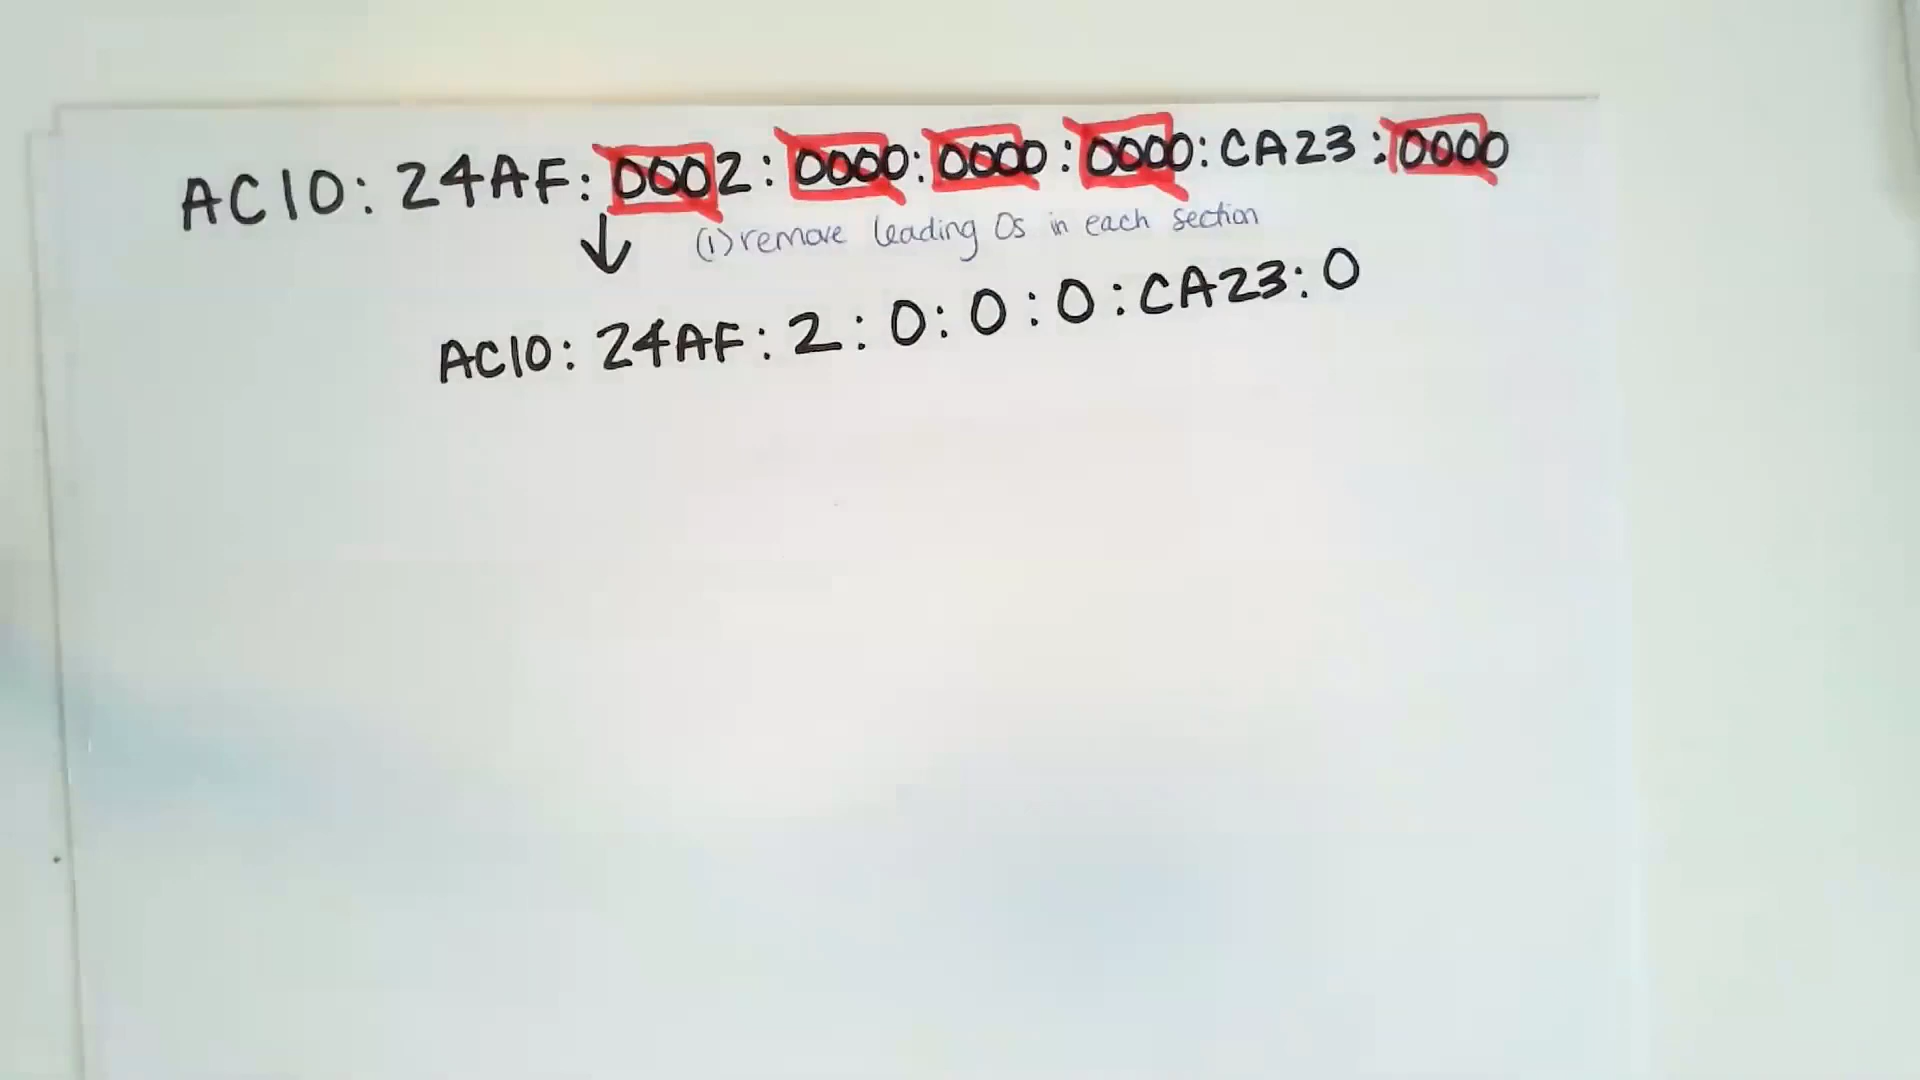 AC10:24AF:0002:0000:0000:0000:CA23:0000
(1) remove leading 0s in each section
AC10:24AF:2:0:0:0:CA23:0